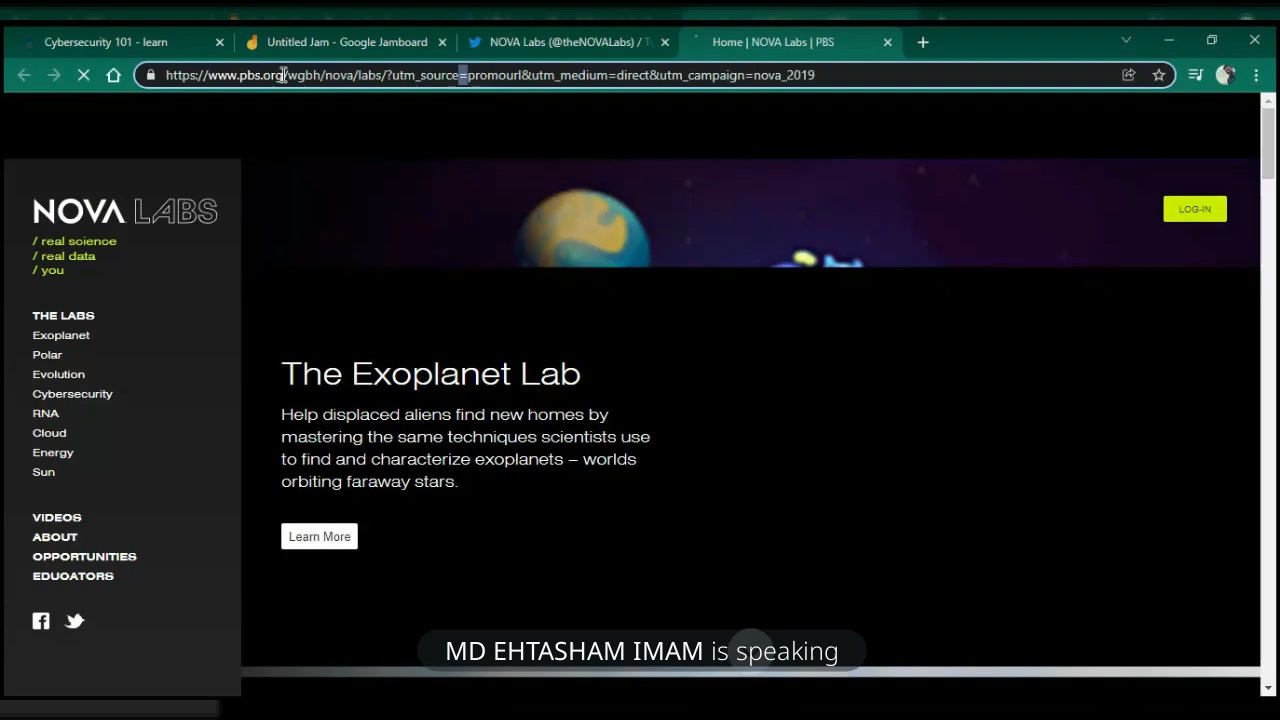 Cybersecurity 101 - learn
Untitled Jam - Google Jamboard
NOVA Labs (@theNOVALabs) / T
Home | NOVA Labs | PBS
https://www.pbs.org/wgbh/nova/labs/?utm_source=promourl&utm_medium=direct&utm_campaign=nova_2019
NOVA LABS
/ real science
/ real data
/ you
LOG-IN
THE LABS
Exoplanet
Polar
Evolution
Cybersecurity
RNA
Cloud
Energy
Sun
VIDEOS
ABOUT
OPPORTUNITIES
EDUCATORS
The Exoplanet Lab
Help displaced aliens find new homes by
mastering the same techniques scientists use
to find and characterize exoplanets – worlds
orbiting faraway stars.
Learn More
MD EHTASHAM IMAM is speaking